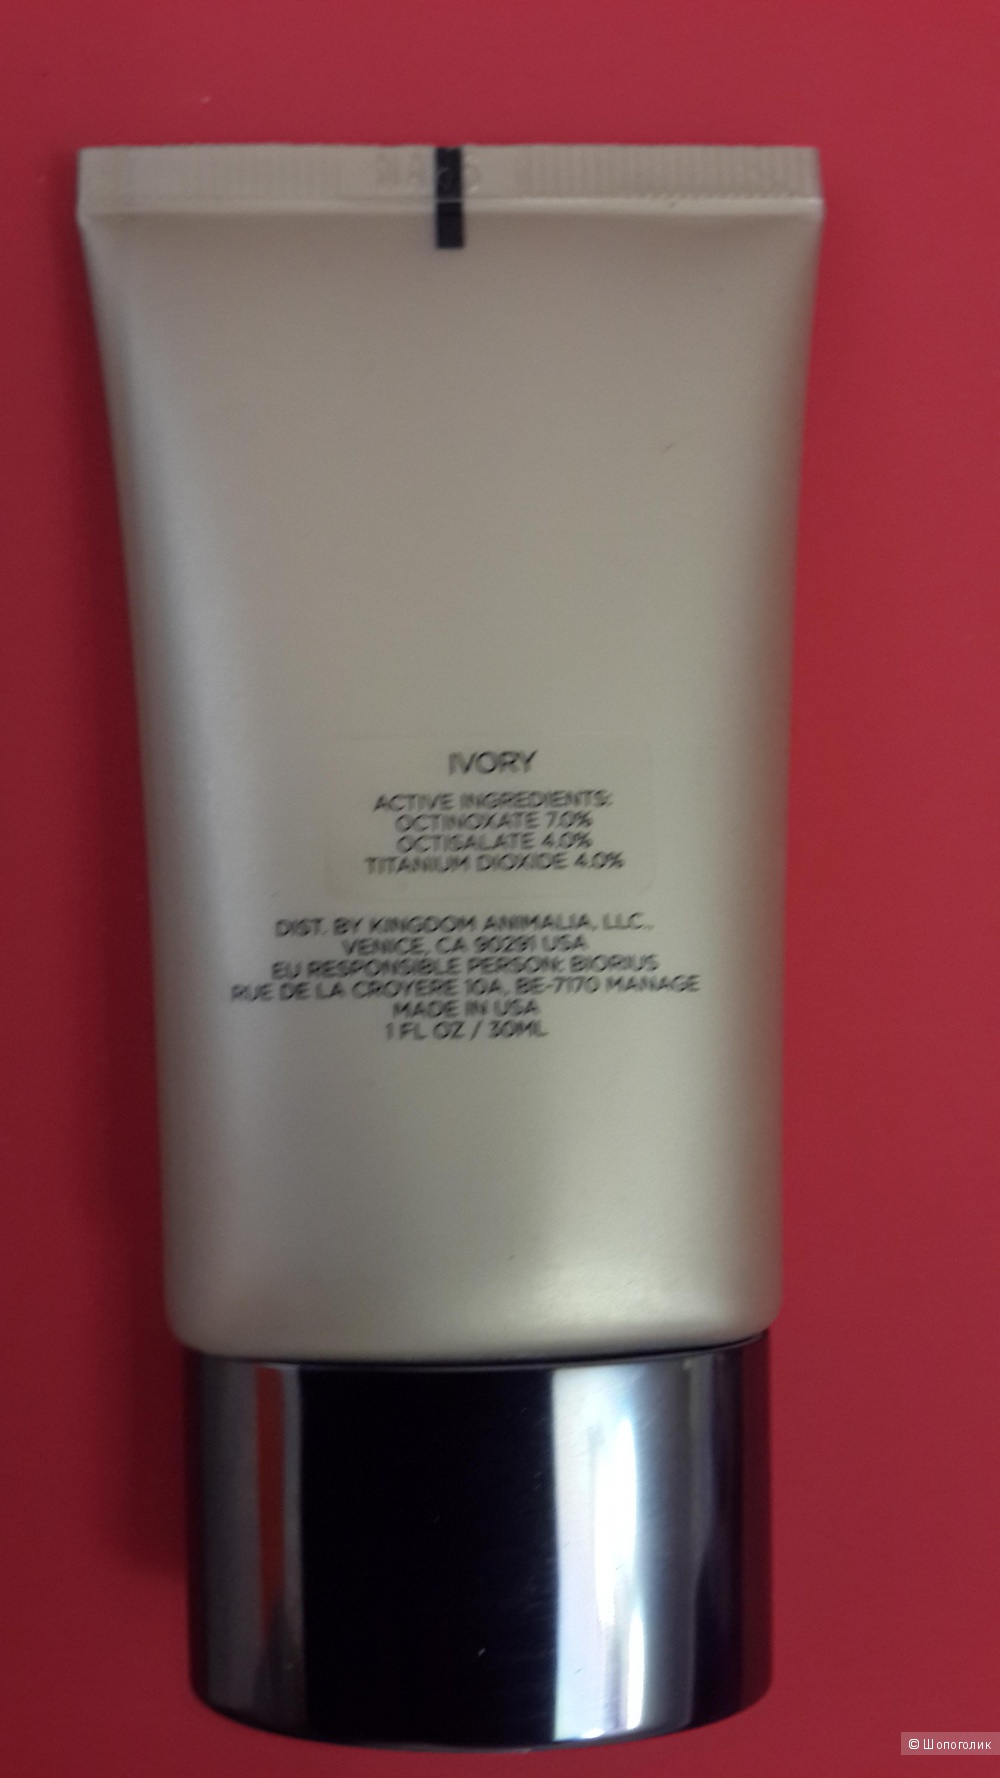 IVORY
ACTIVE INGREDIENTS:
OCTINOXATE 7.0%
OCTISALATE 4.0%
TITANIUM DIOXIDE 4.0%
DIST. BY KINGDOM ANIMALIA, LLC.,
VENICE, CA 90291 USA
EU RESPONSIBLE PERSON: BIORIUS
RUE DE LA CROYERE 10A, BE-7170 MANAGE
MADE IN USA
1 FL OZ / 30ML
© Шопоголик